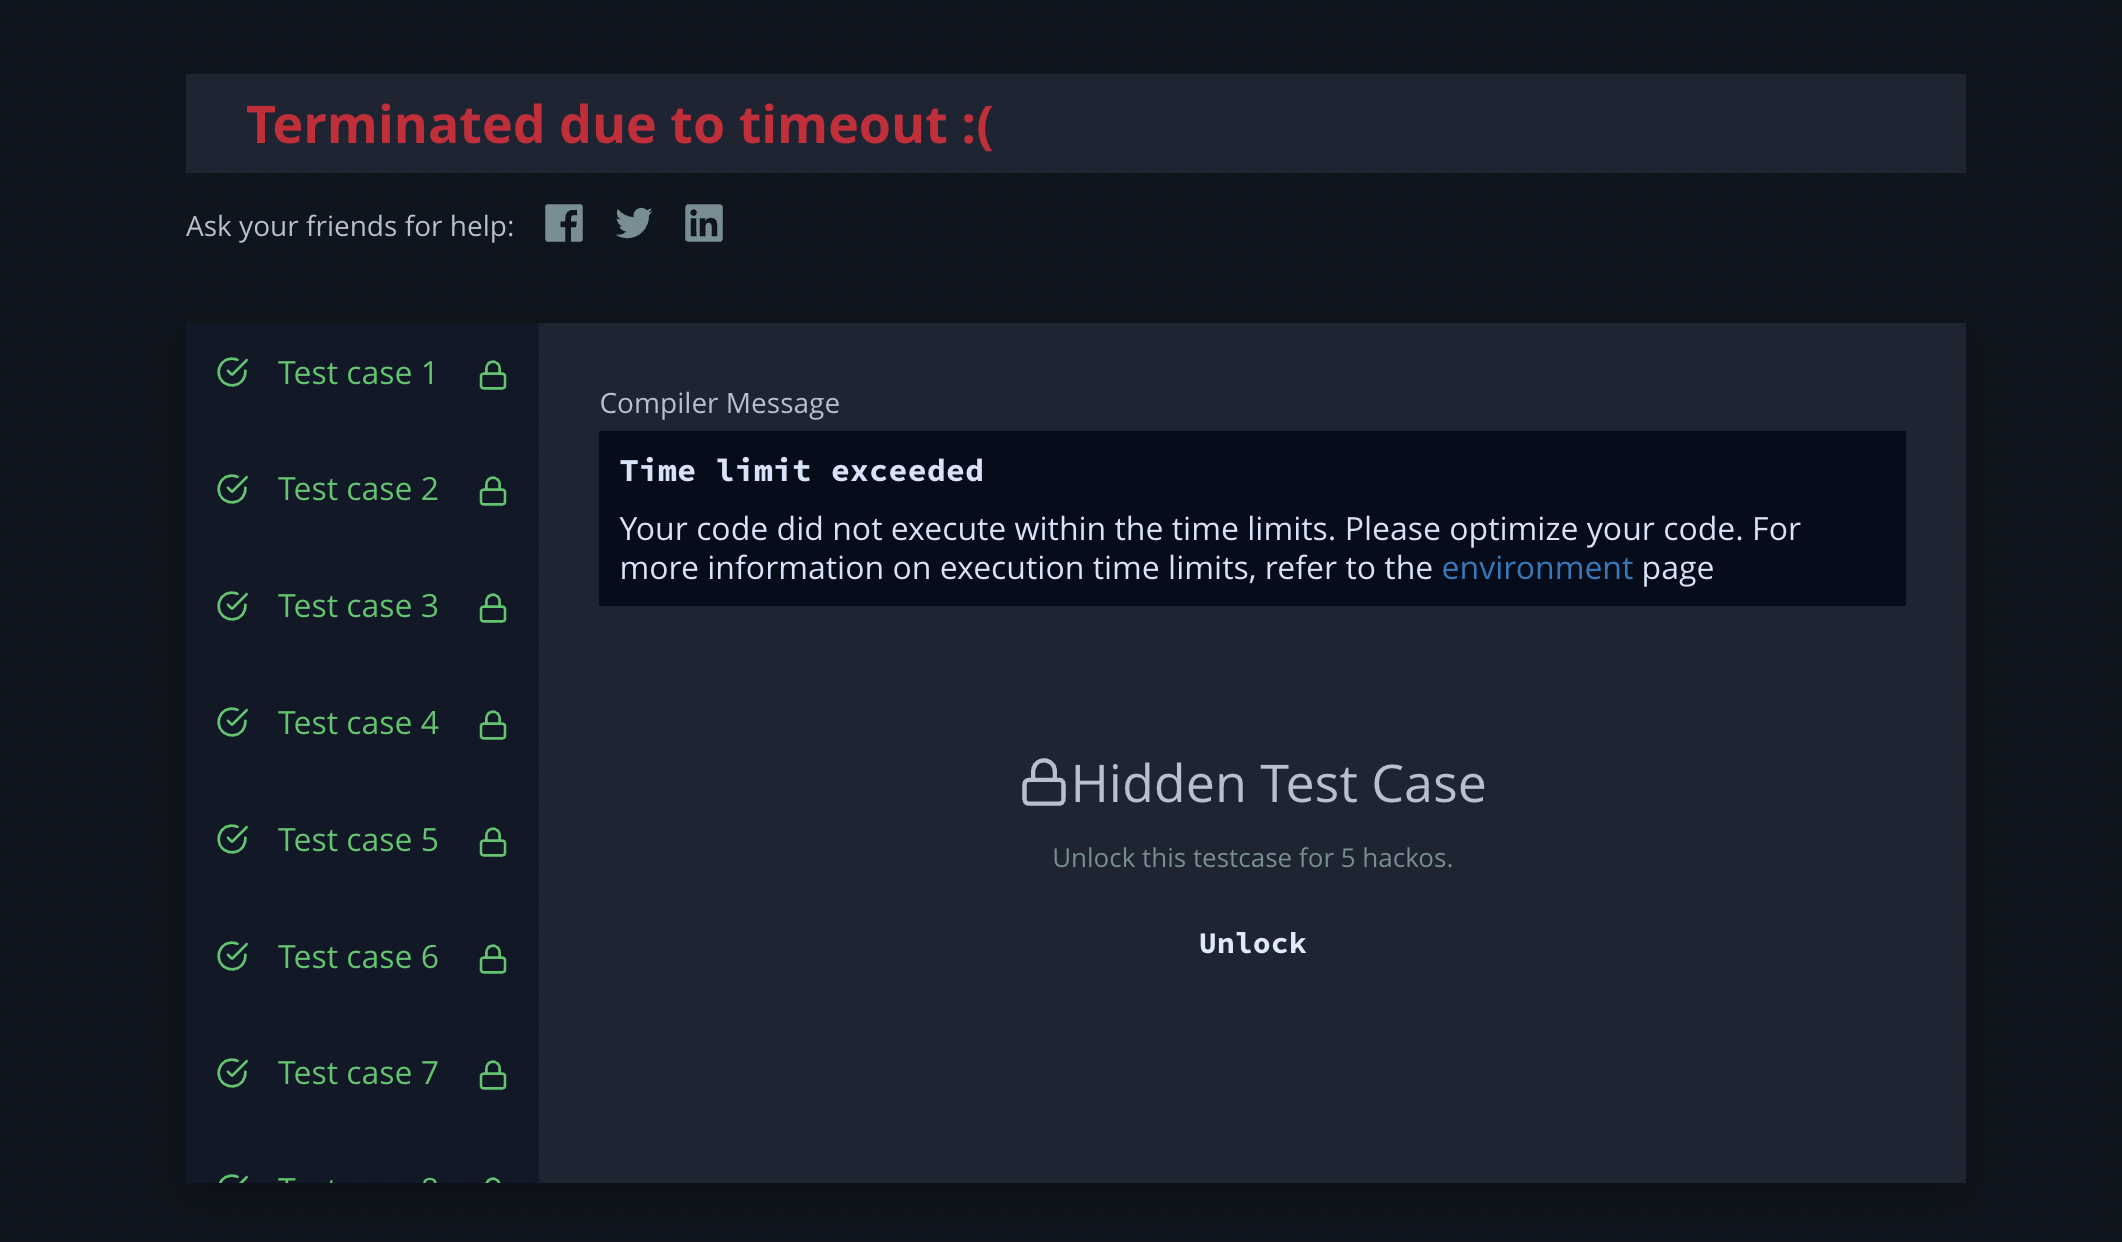 Terminated due to timeout :(
Ask your friends for help:
Test case 1
Test case 2
Test case 3
Test case 4
Test case 5
Test case 6
Test case 7
Compiler Message
Time limit exceeded
Your code did not execute within the time limits. Please optimize your code. For
more information on execution time limits, refer to the environment page
Hidden Test Case
Unlock this testcase for 5 hackos.
Unlock